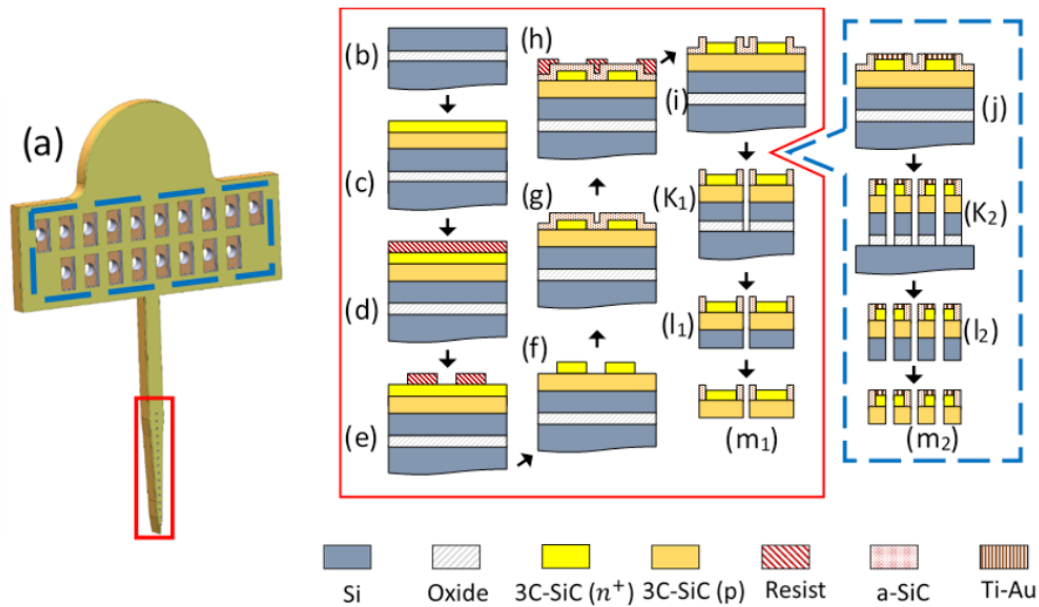 (a)
(b)
(c)
(d)
(e)
(f)
(g)
(h)
(i)
(K₁)
(l₁)
(m₁)
(j)
(K₂)
(l₂)
(m₂)
Si
Oxide
3C-SiC (n⁺)
3C-SiC (p)
Resist
a-SiC
Ti-Au